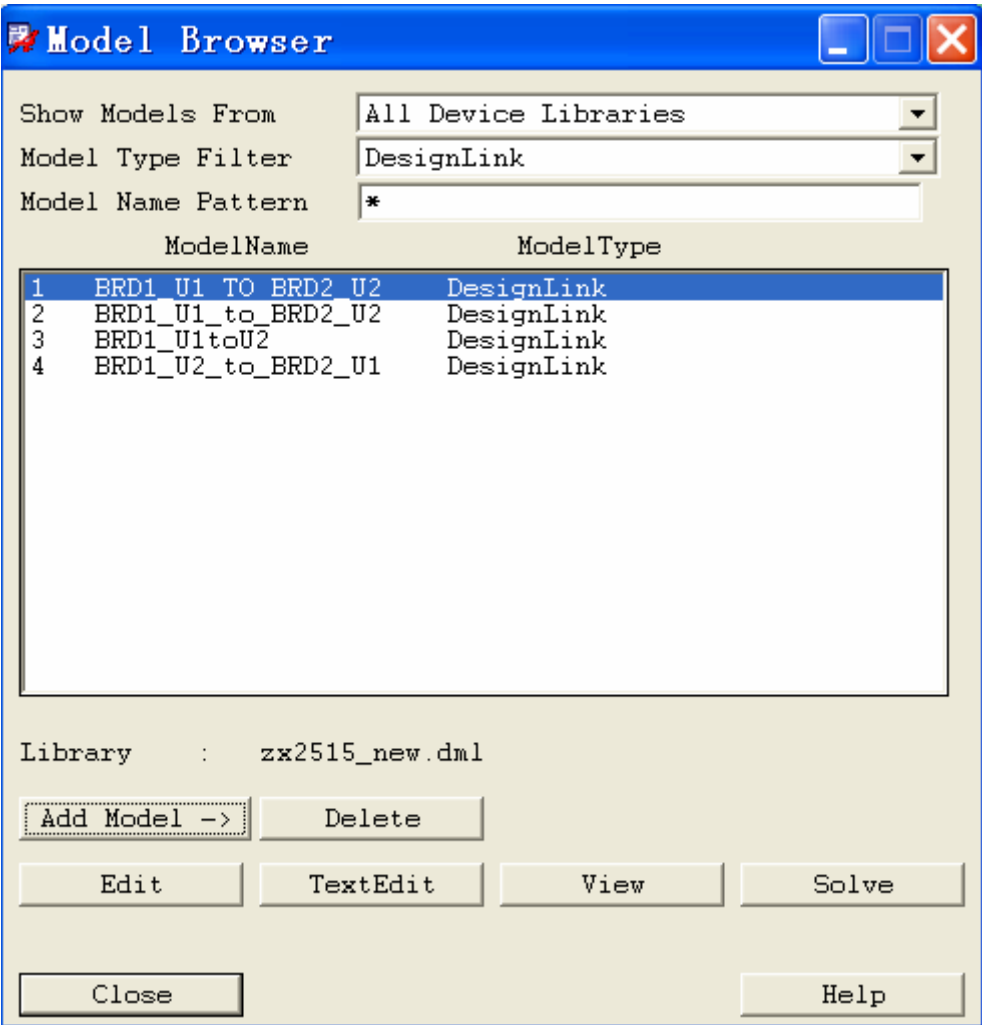 Model Browser
Show Models From All Device Libraries
Model Type Filter DesignLink
Model Name Pattern *
ModelName ModelType
1 BRD1_U1 TO BRD2_U2 DesignLink
2 BRD1_U1_to_BRD2_U2 DesignLink
3 BRD1_U1toU2 DesignLink
4 BRD1_U2_to_BRD2_U1 DesignLink
Library : zx2515_new.dml
Add Model -> Delete
Edit TextEdit View Solve
Close Help